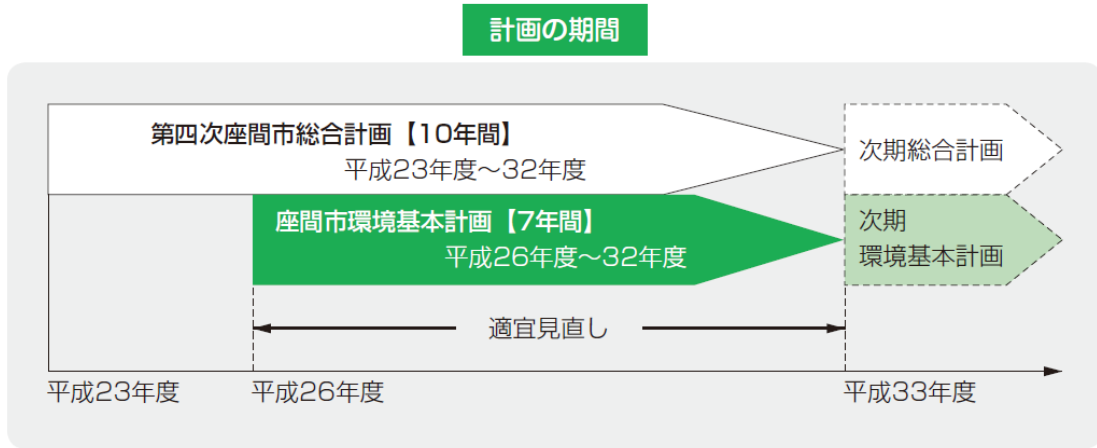 計画の期間
第四次座間市総合計画【10年間】
平成23年度～32年度
次期総合計画
座間市環境基本計画【7年間】
平成26年度～32年度
次期
環境基本計画
適宜見直し
平成23年度
平成26年度
平成33年度